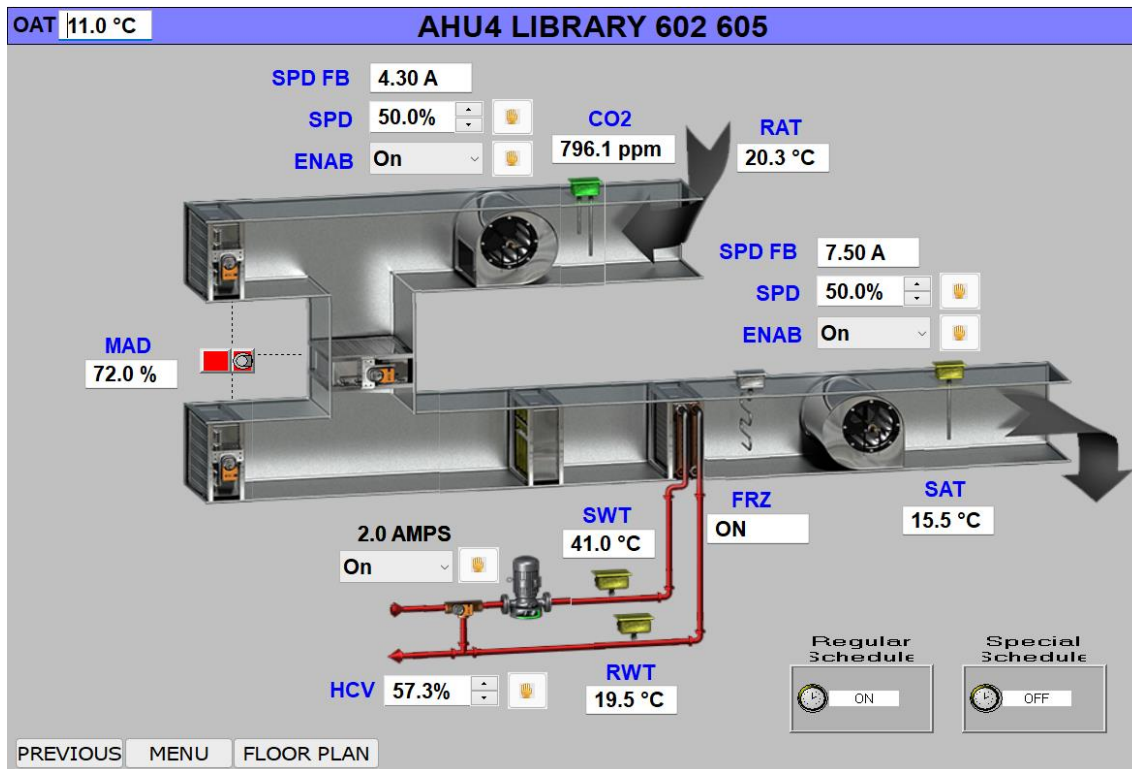 OAT 11.0 °C
AHU4 LIBRARY 602 605
SPD FB 4.30 A
SPD 50.0%
ENAB On
CO2
796.1 ppm
RAT
20.3 °C
SPD FB 7.50 A
SPD 50.0%
ENAB On
MAD
72.0 %
SAT
15.5 °C
FRZ
ON
SWT
41.0 °C
2.0 AMPS
On
HCV 57.3%
RWT
19.5 °C
Regular
Schedule
ON
Special
Schedule
OFF
PREVIOUS MENU FLOOR PLAN